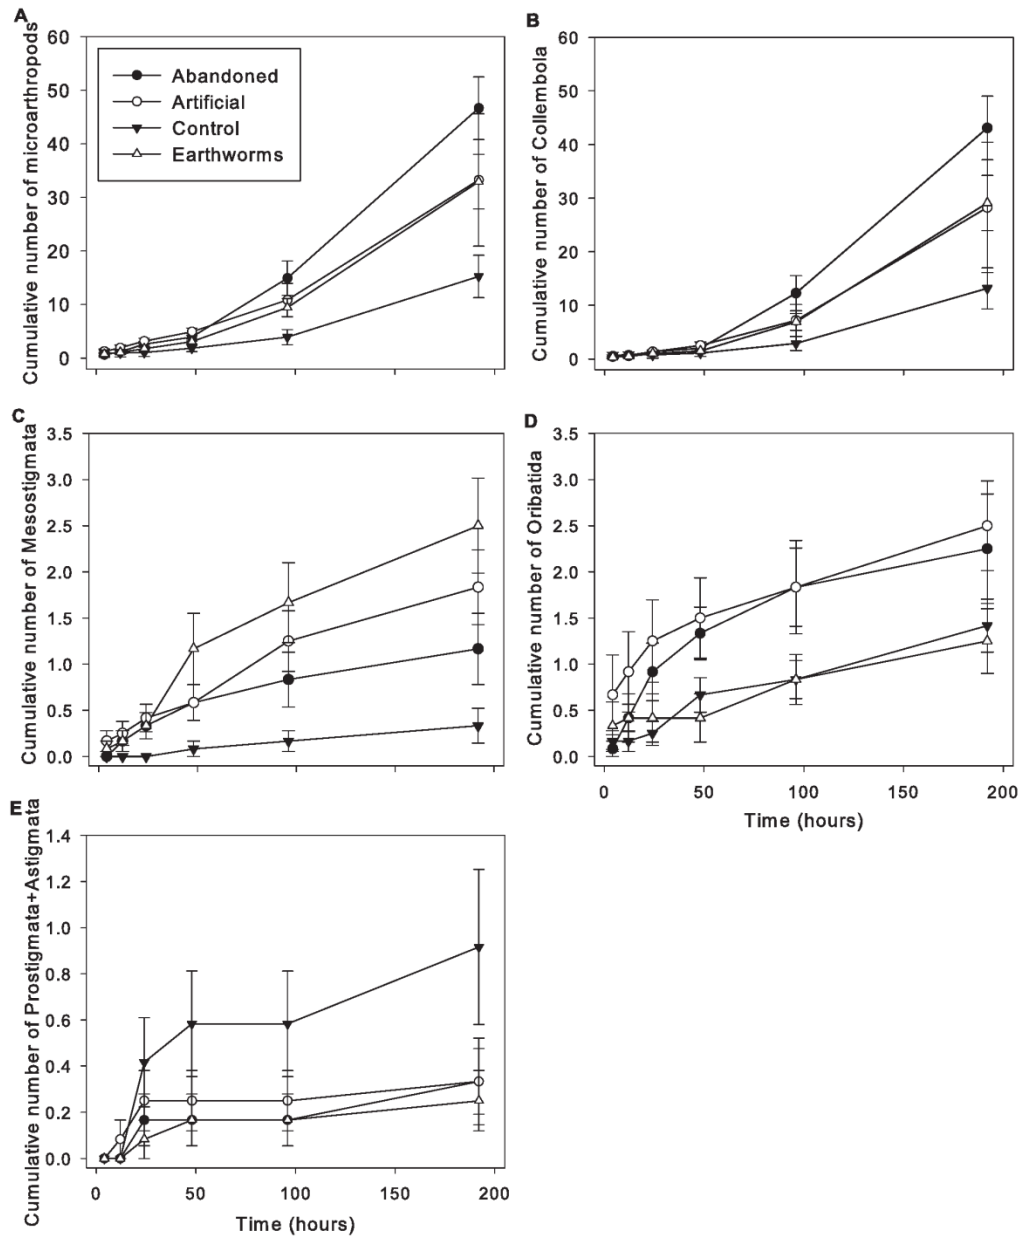 A
Cumulative number of microarthropods
60
50
40
30
20
10
0
Abandoned
Artificial
Control
Earthworms
B
Cumulative number of Collembola
60
50
40
30
20
10
0
C
Cumulative number of Mesostigmata
3.5
3.0
2.5
2.0
1.5
1.0
0.5
0.0
D
Cumulative number of Oribatida
3.5
3.0
2.5
2.0
1.5
1.0
0.5
0.0
0 50 100 150 200
Time (hours)
E
Cumulative number of Prostigmata+Astigmata
1.4
1.2
1.0
0.8
0.6
0.4
0.2
0.0
0 50 100 150 200
Time (hours)